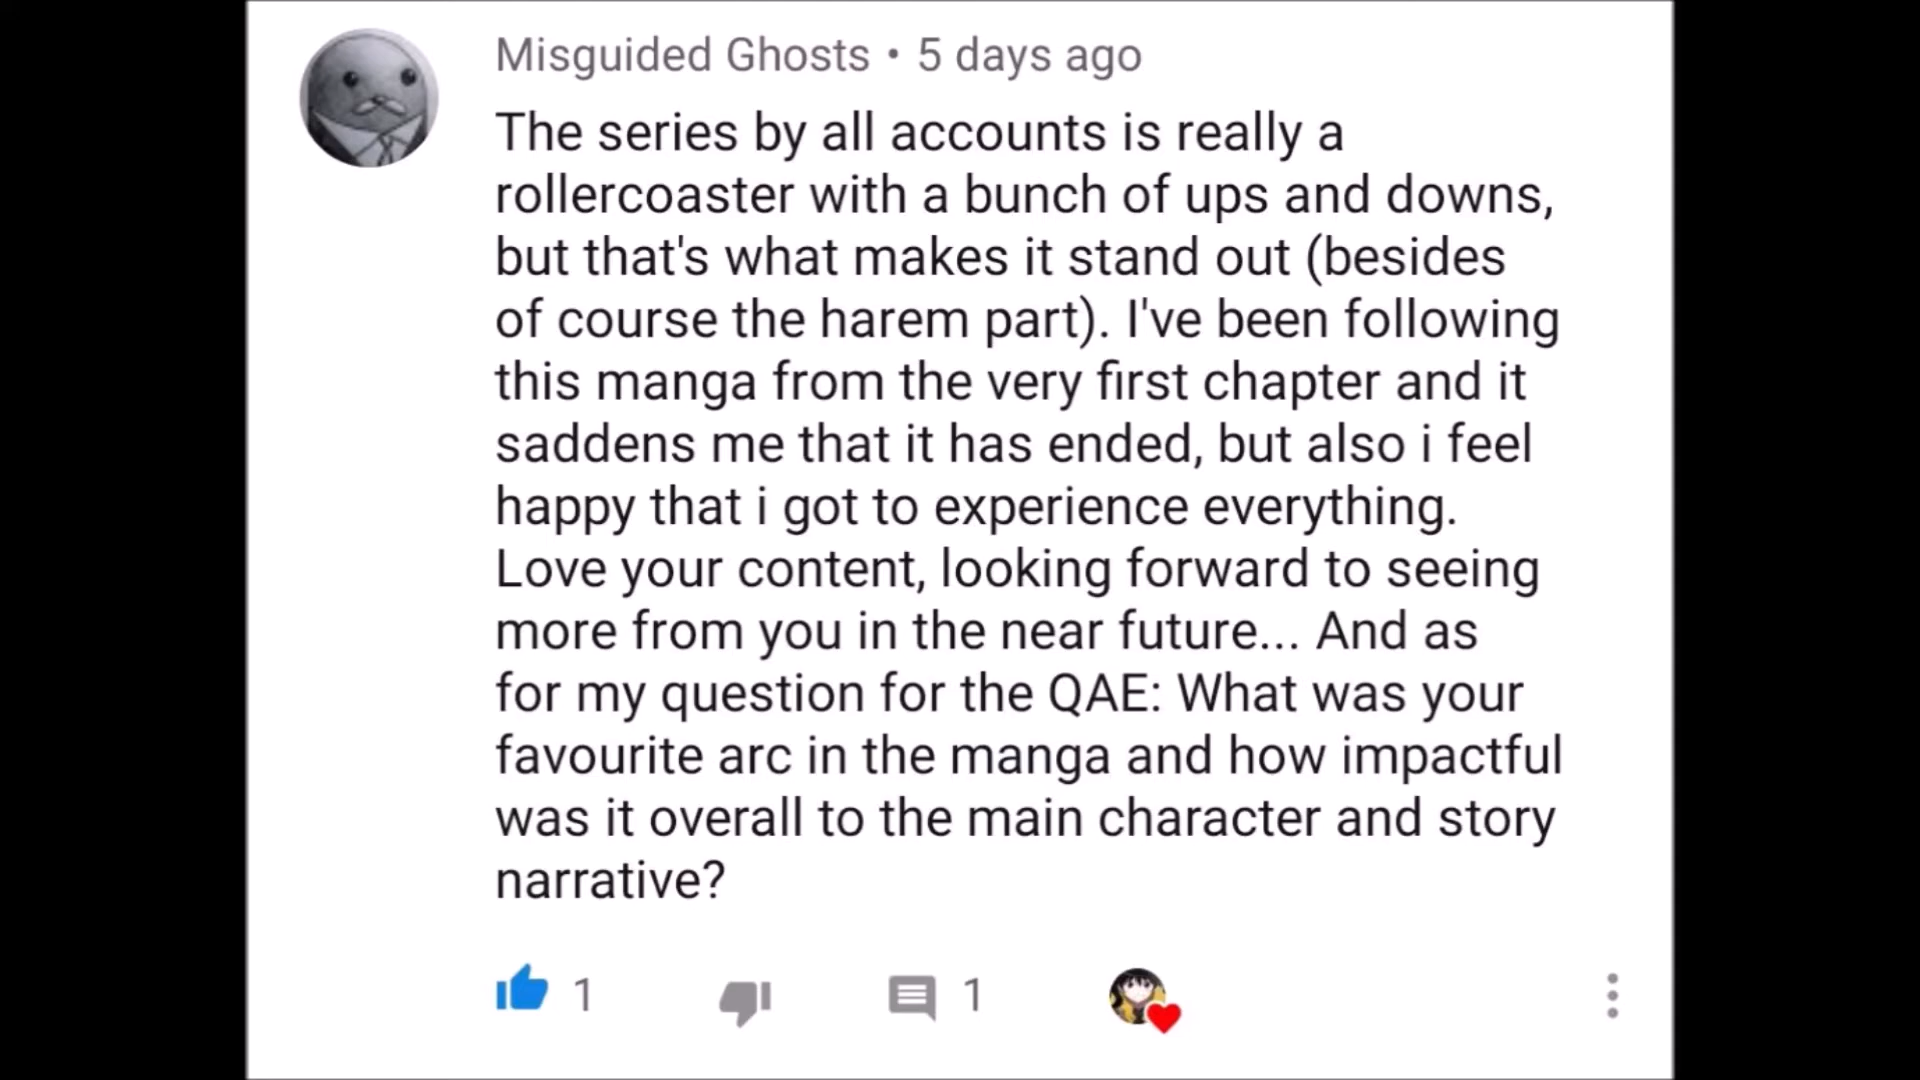 Misguided Ghosts • 5 days ago
The series by all accounts is really a
rollercoaster with a bunch of ups and downs,
but that's what makes it stand out (besides
of course the harem part). I've been following
this manga from the very first chapter and it
saddens me that it has ended, but also i feel
happy that i got to experience everything.
Love your content, looking forward to seeing
more from you in the near future... And as
for my question for the QAE: What was your
favourite arc in the manga and how impactful
was it overall to the main character and story
narrative?
1 1